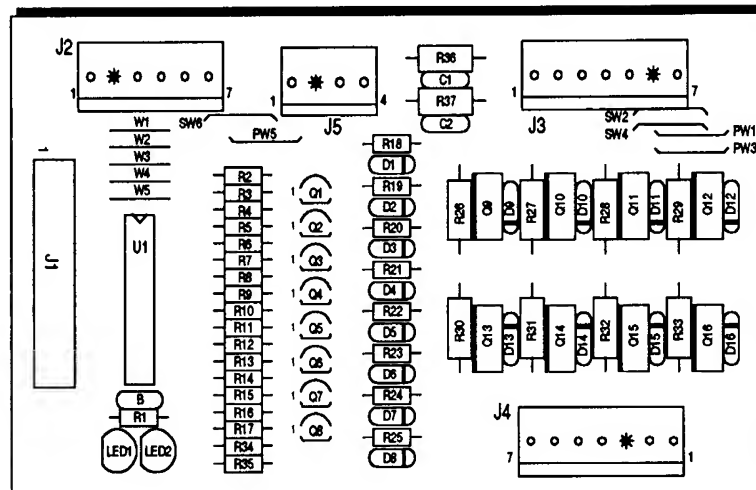 J2
1 7
J5
1 4
R36
C1
R37
C2
J3
1 7
SW2
SW4
PW1
PW3
SW6
PW5
W1
W2
W3
W4
W5
1
J1
U1
B
R1
LED1 LED2
R2
R3
R4
R5
R6
R7
R8
R9
R10
R11
R12
R13
R14
R15
R16
R17
R34
R35
1 Q1
1 Q2
1 Q3
1 Q4
1 Q5
1 Q6
1 Q7
1 Q8
R18
D1
R19
D2
R20
D3
R21
D4
R22
D5
R23
D6
R24
D7
R25
D8
R26 Q9 D9 R27 Q10 D10 R28 Q11 D11 R29 Q12 D12
R30 Q13 D13 R31 Q14 D14 R32 Q15 D15 R33 Q16 D16
J4
7 1